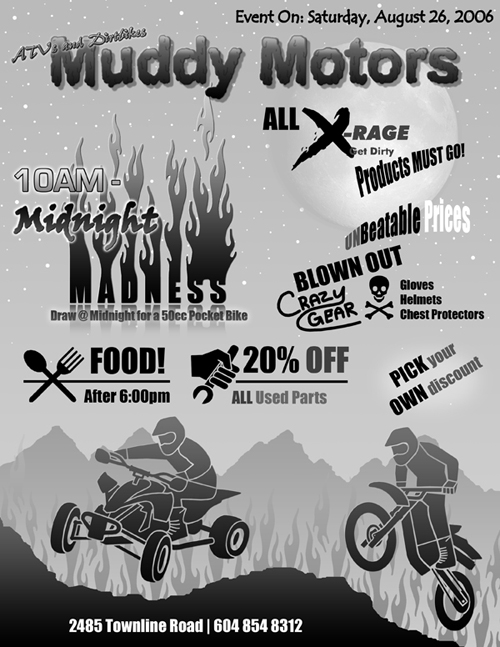 Event On: Saturday, August 26, 2006
ATV's and Dirtbikes
Muddy Motors
ALL X-RAGE
Get Dirty
Products MUST GO!
10AM -
Midnight
MADNESS
Draw @ Midnight for a 50cc Pocket Bike
UNBeatable Prices
BLOWN OUT
CRAZY
GEAR
Gloves
Helmets
Chest Protectors
FOOD!
After 6:00pm
20% OFF
ALL Used Parts
PICK your
OWN discount
2485 Townline Road | 604 854 8312